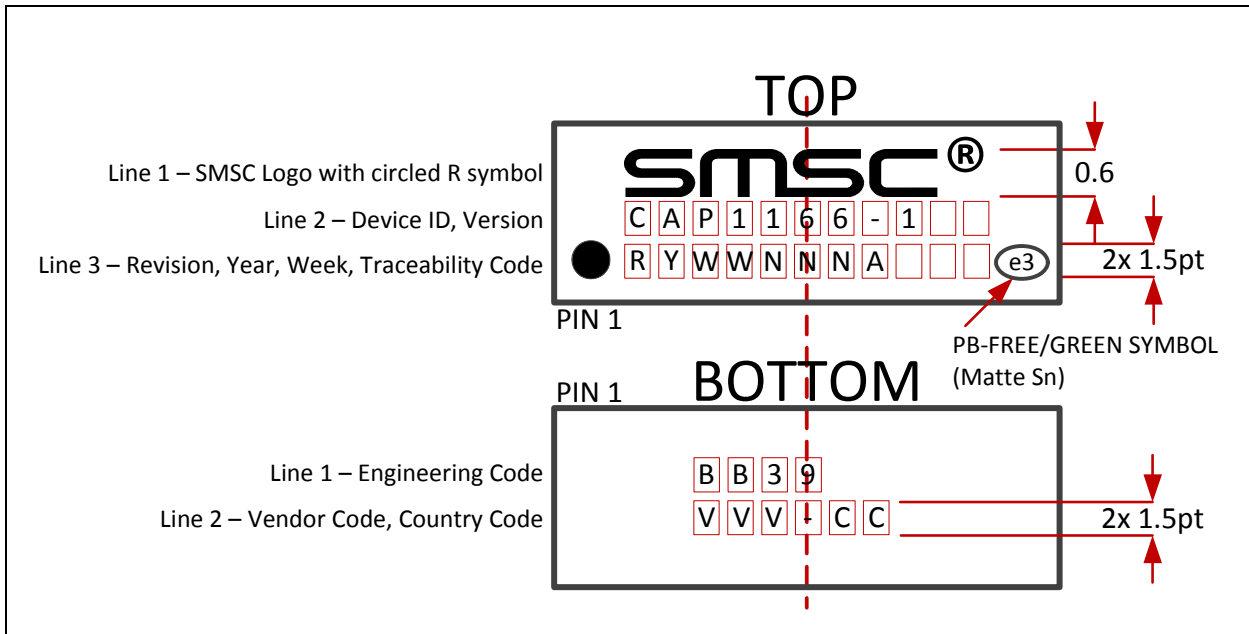 TOP
Line 1 – SMSC Logo with circled R symbol
SMSC®
0.6
Line 2 – Device ID, Version
CAP1166-1
Line 3 – Revision, Year, Week, Traceability Code
RYWWNNNA
e3
2x 1.5pt
PIN 1
PB-FREE/GREEN SYMBOL
(Matte Sn)
PIN 1
BOTTOM
Line 1 – Engineering Code
BB39
Line 2 – Vendor Code, Country Code
VVV-CC
2x 1.5pt